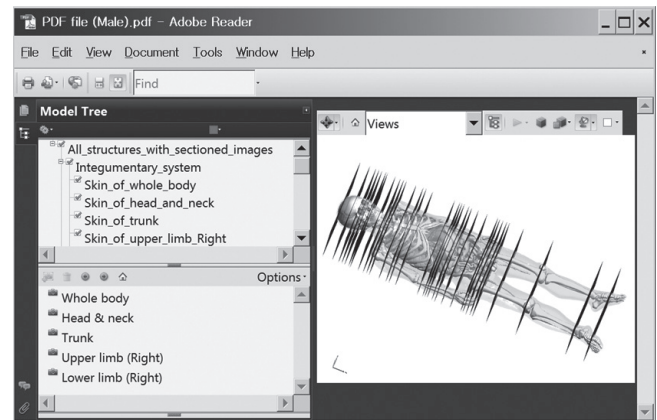 PDF file (Male).pdf – Adobe Reader
File Edit View Document Tools Window Help
Find
Model Tree
All_structures_with_sectioned_images
Integumentary_system
Skin_of_whole_body
Skin_of_head_and_neck
Skin_of_trunk
Skin_of_upper_limb_Right
Options
Whole body
Head & neck
Trunk
Upper limb (Right)
Lower limb (Right)
Views